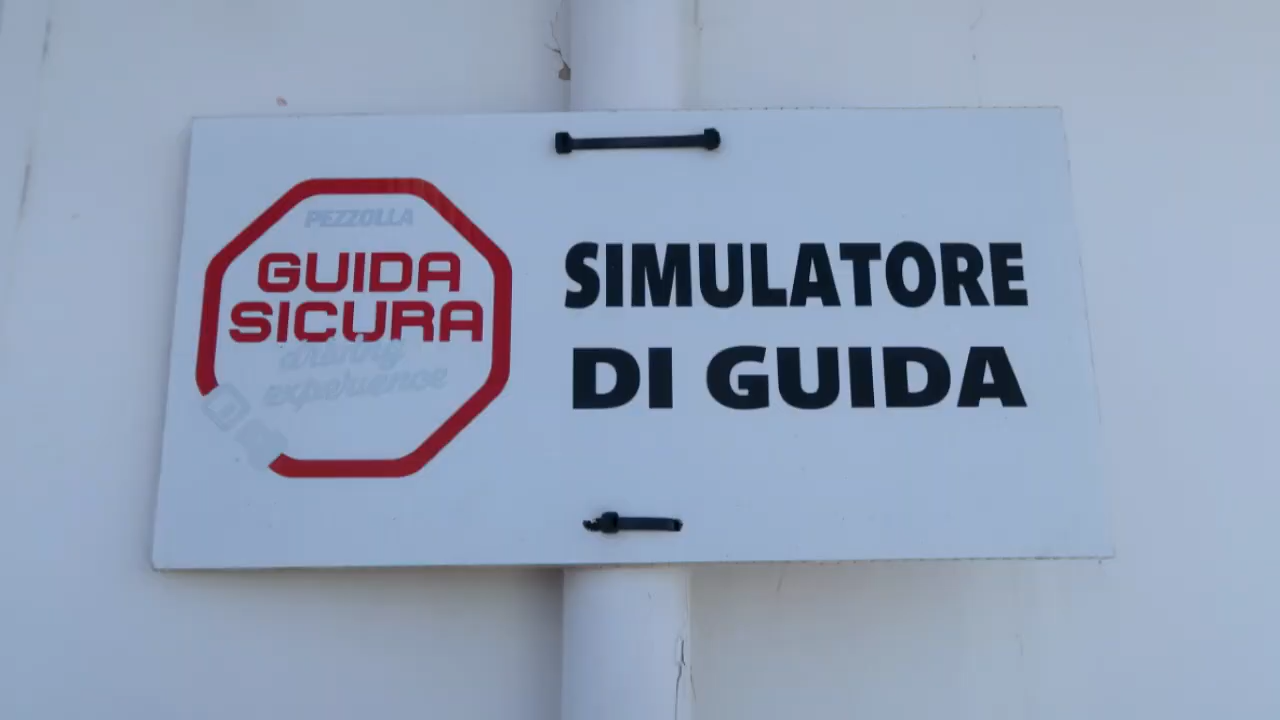 PEZZOLLA
GUIDA
SICURA
driving
experience
SIMULATORE
DI GUIDA